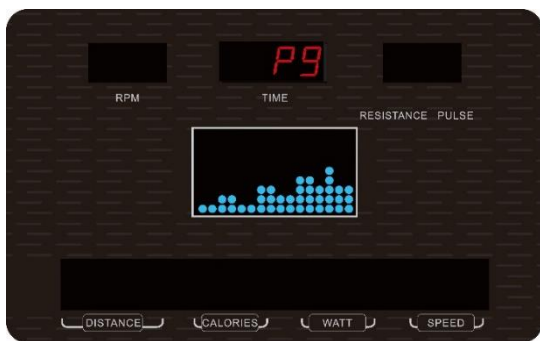 P9
RPM
TIME
RESISTANCE PULSE
DISTANCE CALORIES WATT SPEED